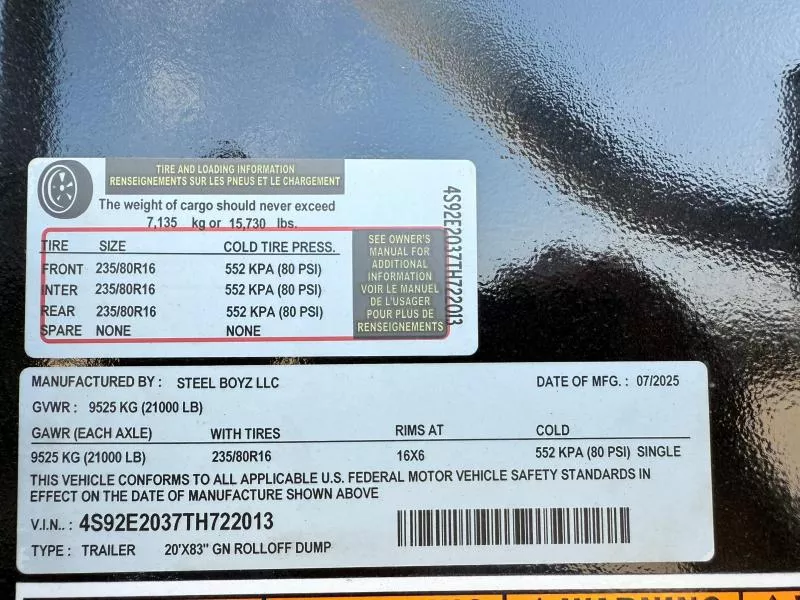 TIRE AND LOADING INFORMATION
RENSEIGNEMENTS SUR LES PNEUS ET LE CHARGEMENT
The weight of cargo should never exceed
7,135 kg or 15,730 lbs.
TIRE SIZE COLD TIRE PRESS.
FRONT 235/80R16 552 KPA (80 PSI)
INTER 235/80R16 552 KPA (80 PSI)
REAR 235/80R16 552 KPA (80 PSI)
SPARE NONE NONE
SEE OWNER'S
MANUAL FOR
ADDITIONAL
INFORMATION
VOIR LE MANUEL
DE L'USAGER
POUR PLUS DE
RENSEIGNEMENTS
4S92E2037TH722013
MANUFACTURED BY : STEEL BOYZ LLC DATE OF MFG. : 07/2025
GVWR : 9525 KG (21000 LB)
GAWR (EACH AXLE) WITH TIRES RIMS AT COLD
9525 KG (21000 LB) 235/80R16 16X6 552 KPA (80 PSI) SINGLE
THIS VEHICLE CONFORMS TO ALL APPLICABLE U.S. FEDERAL MOTOR VEHICLE SAFETY STANDARDS IN
EFFECT ON THE DATE OF MANUFACTURE SHOWN ABOVE
V.I.N.. : 4S92E2037TH722013
TYPE : TRAILER 20'X83" GN ROLLOFF DUMP